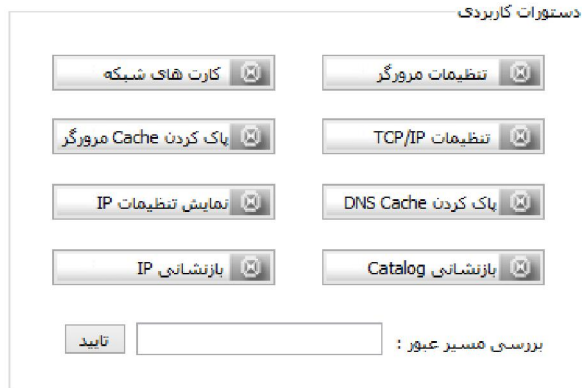 دستورات کاربردی
تنظیمات مرورگر
کارت های شبکه
تنظیمات TCP/IP
پاک کردن Cache مرورگر
پاک کردن DNS Cache
نمایش تنظیمات IP
بازنشانی Catalog
بازنشانی IP
بررسی مسیر عبور :
تایید